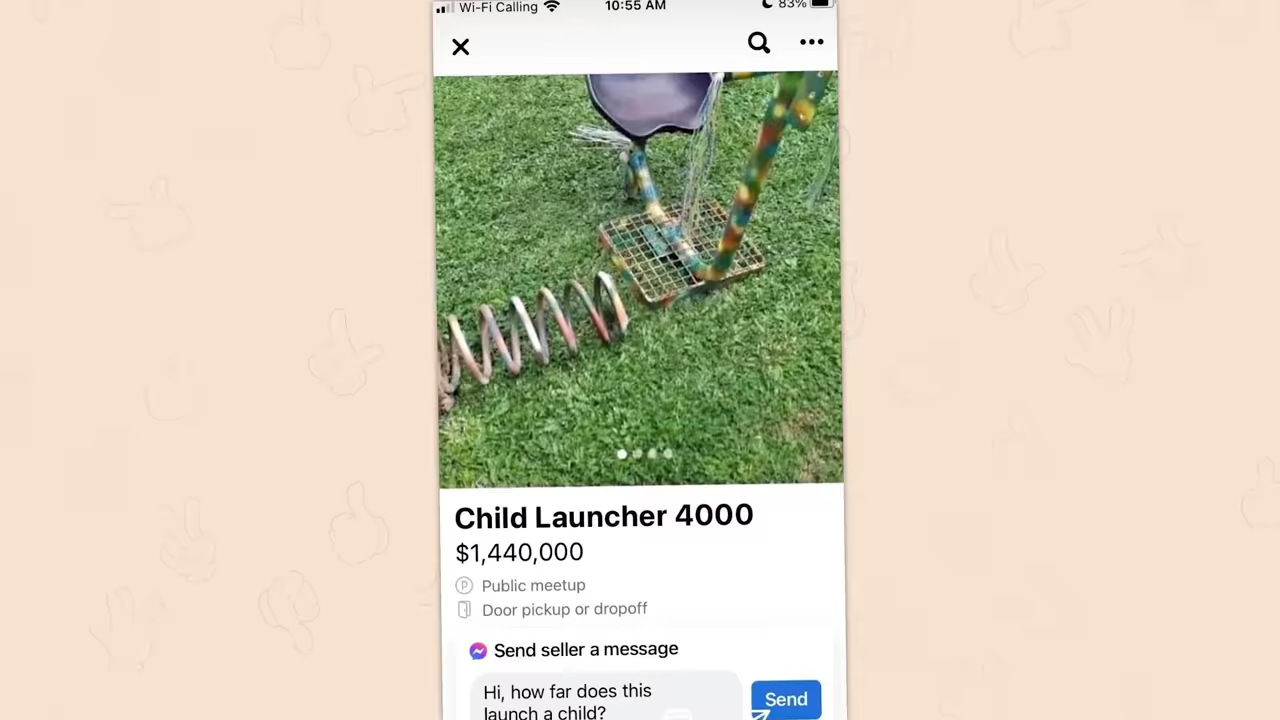 Wi-Fi Calling
10:55 AM
83%
Child Launcher 4000
$1,440,000
P
Public meetup
Door pickup or dropoff
Send seller a message
Hi, how far does this
launch a child?
Send